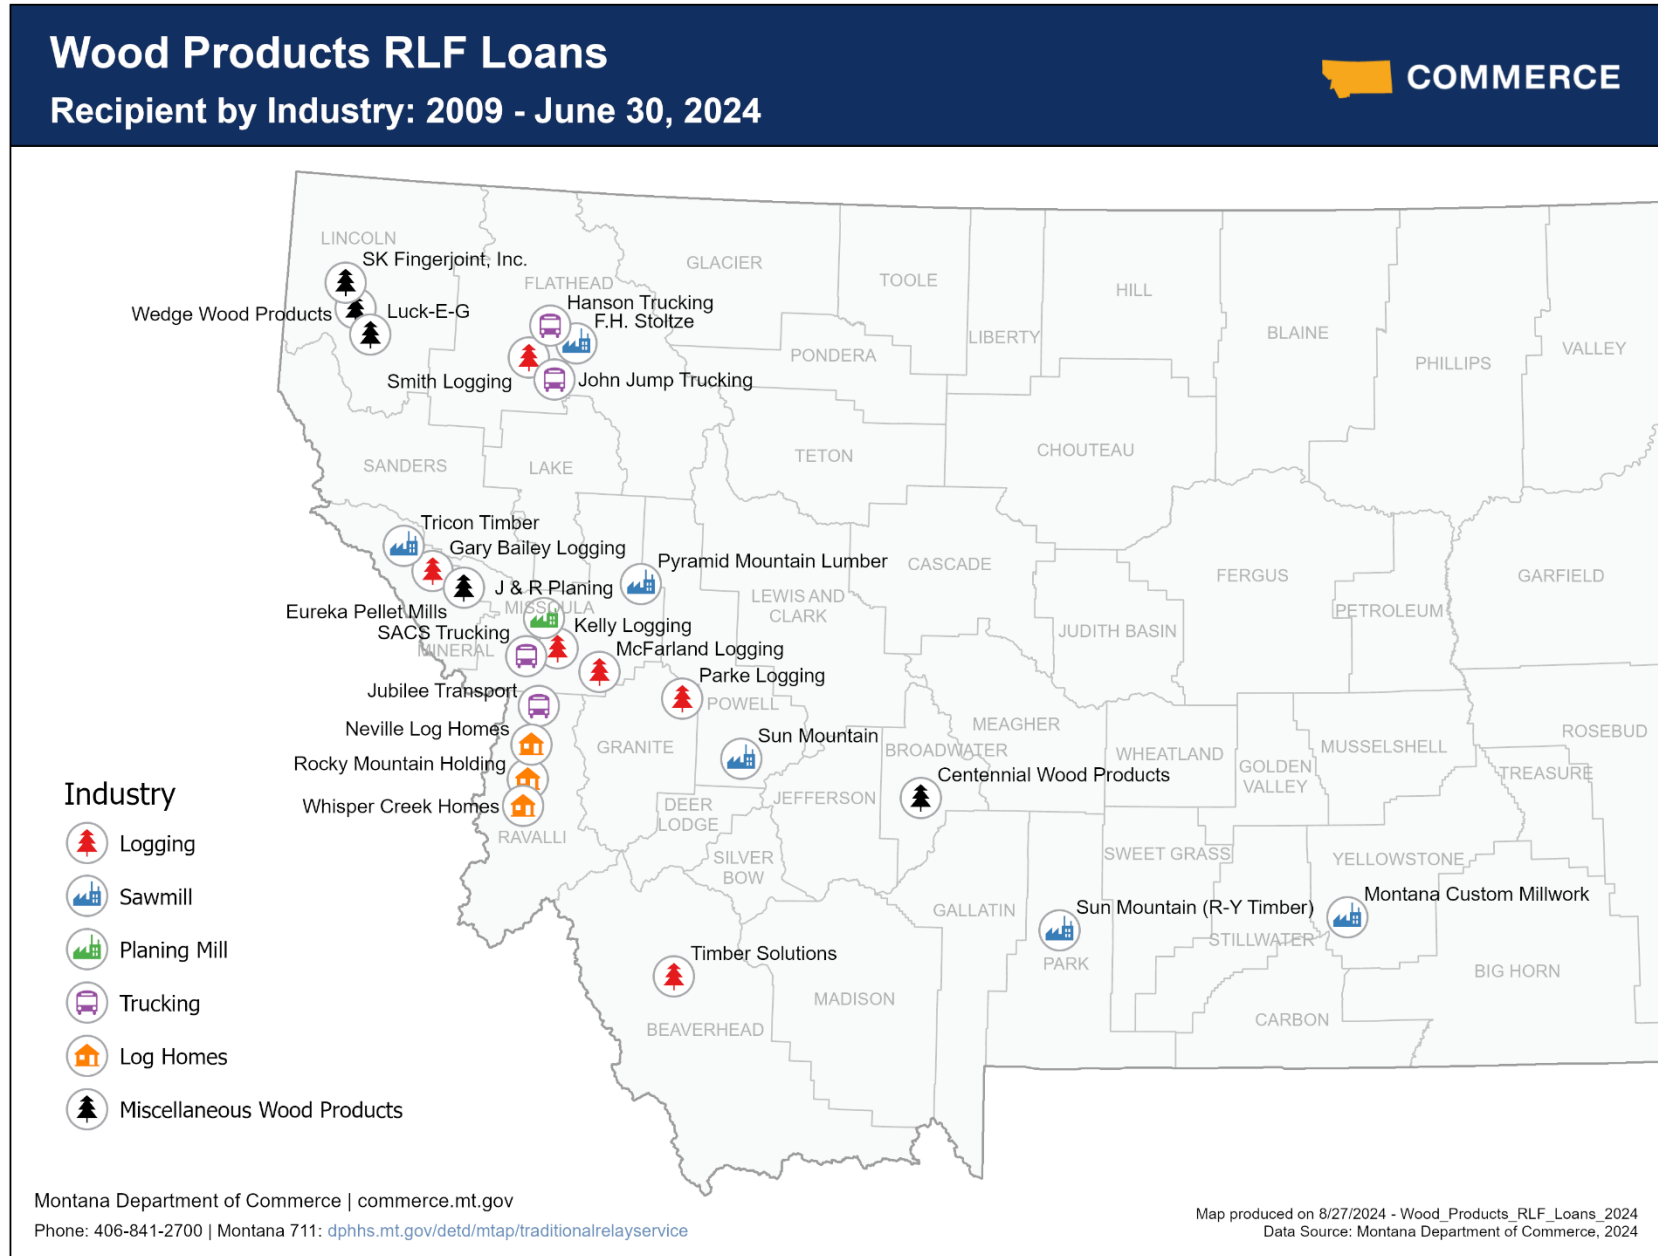 Wood Products RLF Loans
Recipient by Industry: 2009 - June 30, 2024
COMMERCE
LINCOLN
SK Fingerjoint, Inc.
Wedge Wood Products
Luck-E-G
FLATHEAD
Hanson Trucking
F.H. Stoltze
Smith Logging
John Jump Trucking
GLACIER
TOOLE
HILL
LIBERTY
BLAINE
PONDERA
PHILLIPS
VALLEY
SANDERS
LAKE
TETON
CHOUTEAU
Tricon Timber
Gary Bailey Logging
Pyramid Mountain Lumber
J & R Planing
MISSOULA
Eureka Pellet Mills
SACS Trucking
MINERAL
Kelly Logging
McFarland Logging
Parke Logging
POWELL
LEWIS AND
CLARK
CASCADE
JUDITH BASIN
FERGUS
PETROLEUM
GARFIELD
Jubilee Transport
Neville Log Homes
Rocky Mountain Holding
Whisper Creek Homes
RAVALLI
GRANITE
Sun Mountain
DEER
LODGE
JEFFERSON
BROADWATER
Centennial Wood Products
MEAGHER
WHEATLAND
GOLDEN
VALLEY
MUSSELSHELL
ROSEBUD
TREASURE
SILVER
BOW
SWEET GRASS
YELLOWSTONE
GALLATIN
Sun Mountain (R-Y Timber)
Montana Custom Millwork
PARK
STILLWATER
BIG HORN
Timber Solutions
MADISON
BEAVERHEAD
CARBON
Industry
Logging
Sawmill
Planing Mill
Trucking
Log Homes
Miscellaneous Wood Products
Montana Department of Commerce | commerce.mt.gov
Phone: 406-841-2700 | Montana 711: dphhs.mt.gov/detd/mtap/traditionalrelayservice
Map produced on 8/27/2024 - Wood_Products_RLF_Loans_2024
Data Source: Montana Department of Commerce, 2024